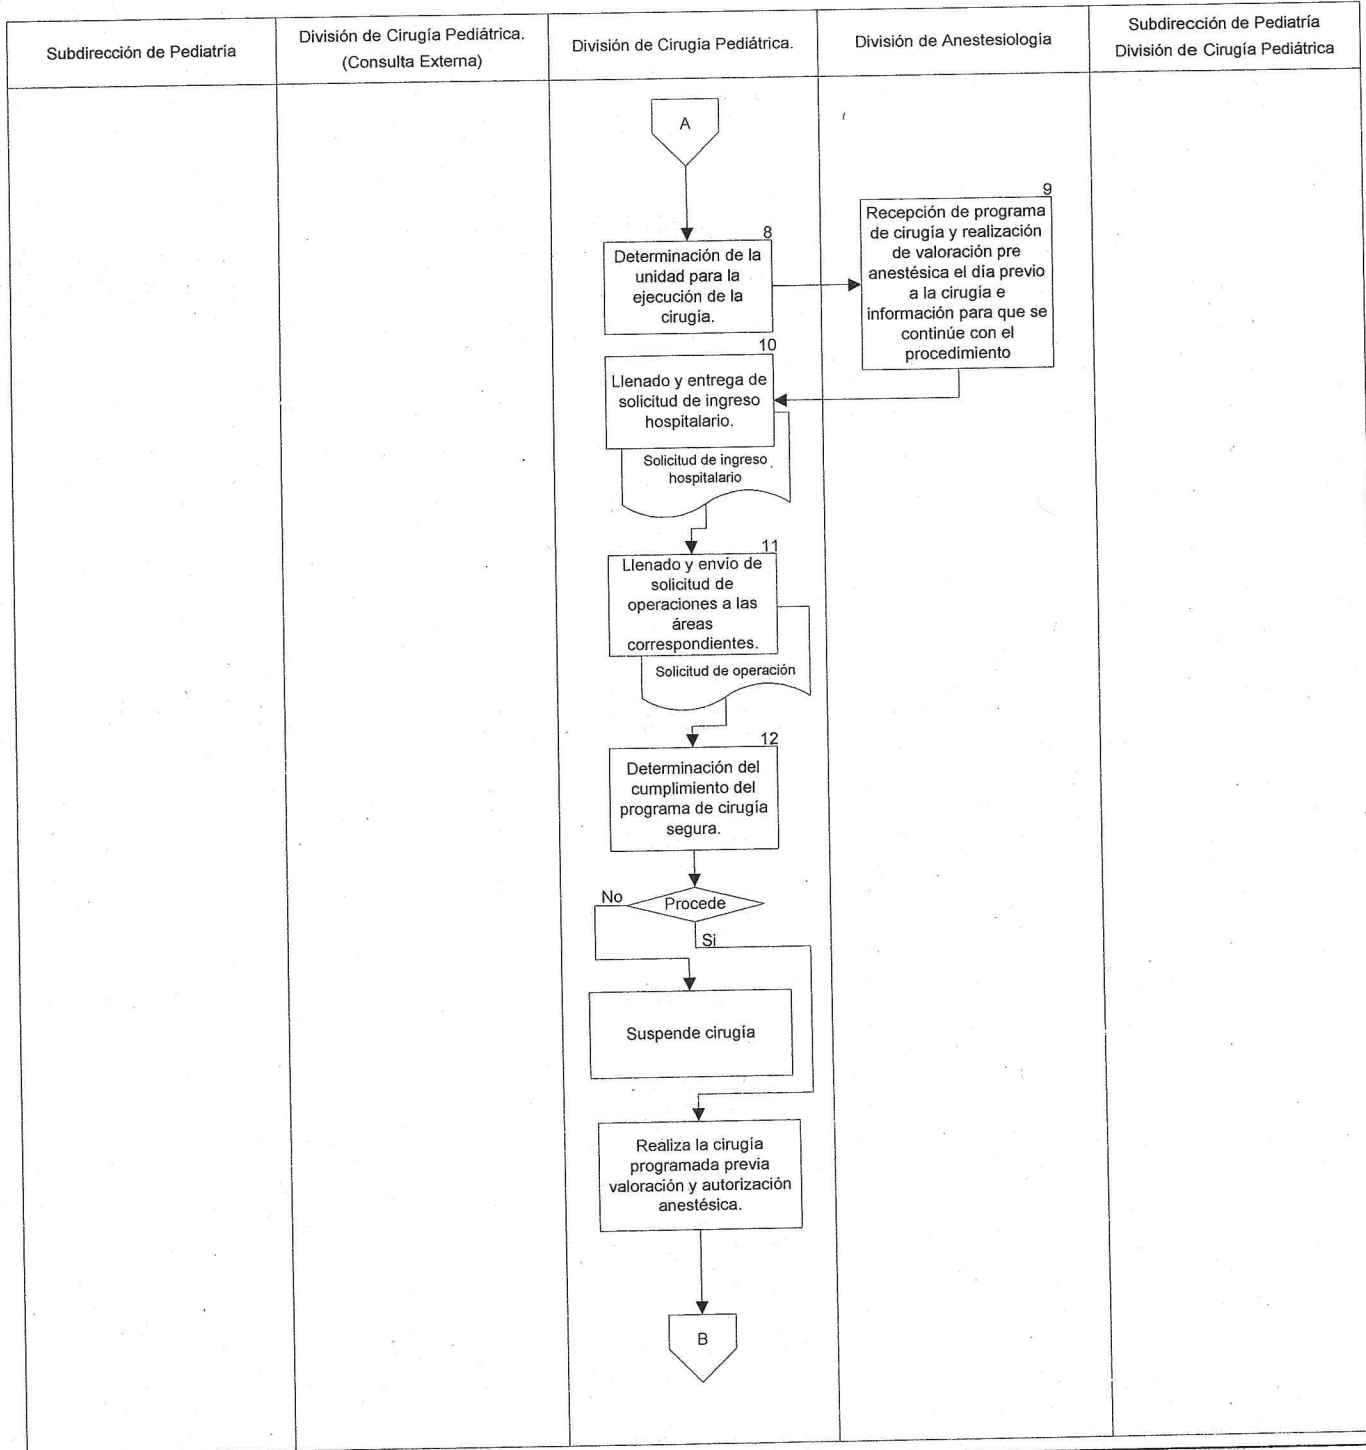 Subdirección de Pediatría
División de Cirugía Pediátrica.
(Consulta Externa)
División de Cirugía Pediátrica.
División de Anestesiología
Subdirección de Pediatría
División de Cirugía Pediátrica
A
8
Determinación de la
unidad para la
ejecución de la
cirugía.
9
Recepción de programa
de cirugía y realización
de valoración pre
anestésica el día previo
a la cirugía e
información para que se
continúe con el
procedimiento
10
Llenado y entrega de
solicitud de ingreso
hospitalario.
Solicitud de ingreso
hospitalario
11
Llenado y envío de
solicitud de
operaciones a las
áreas
correspondientes.
Solicitud de operación
12
Determinación del
cumplimiento del
programa de cirugía
segura.
No
Procede
Si
Suspende cirugía
Realiza la cirugía
programada previa
valoración y autorización
anestésica.
B